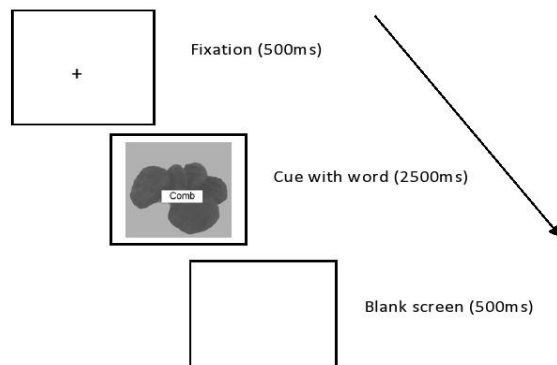 Fixation (500ms)
+
Cue with word (2500ms)
Comb
Blank screen (500ms)